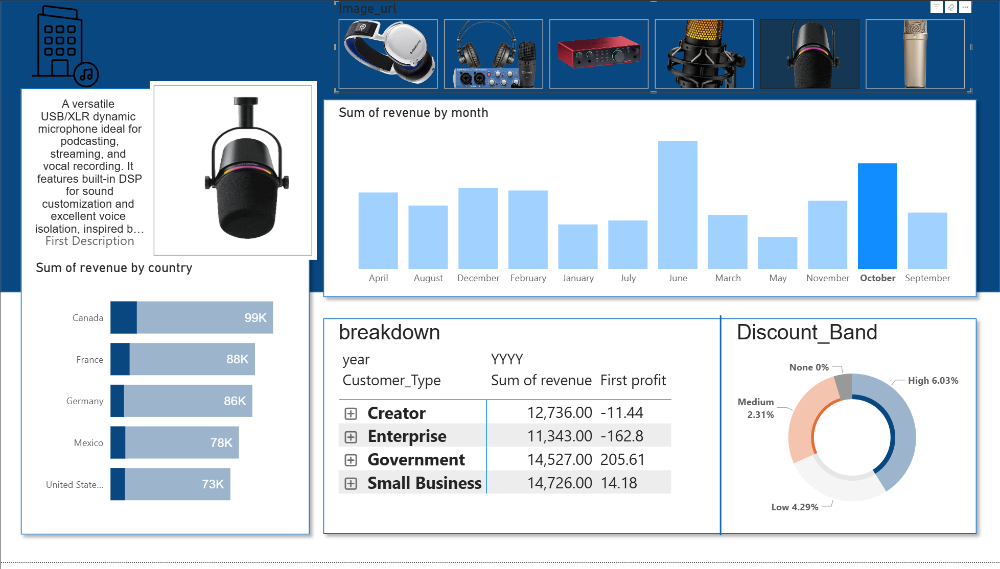 Image_url
A versatile
USB/XLR dynamic
microphone ideal for
podcasting,
streaming, and
vocal recording. It
features built-in DSP
for sound
customization and
excellent voice
isolation, inspired b...
First Description
Sum of revenue by country
Canada 99K
France 88K
Germany 86K
Mexico 78K
United State... 73K
Sum of revenue by month
April August December February January July June March May November October September
breakdown
year YYYY
Customer_Type Sum of revenue First profit
Creator 12,736.00 -11.44
Enterprise 11,343.00 -162.8
Government 14,527.00 205.61
Small Business 14,726.00 14.18
Discount_Band
None 0%
High 6.03%
Medium
2.31%
Low 4.29%